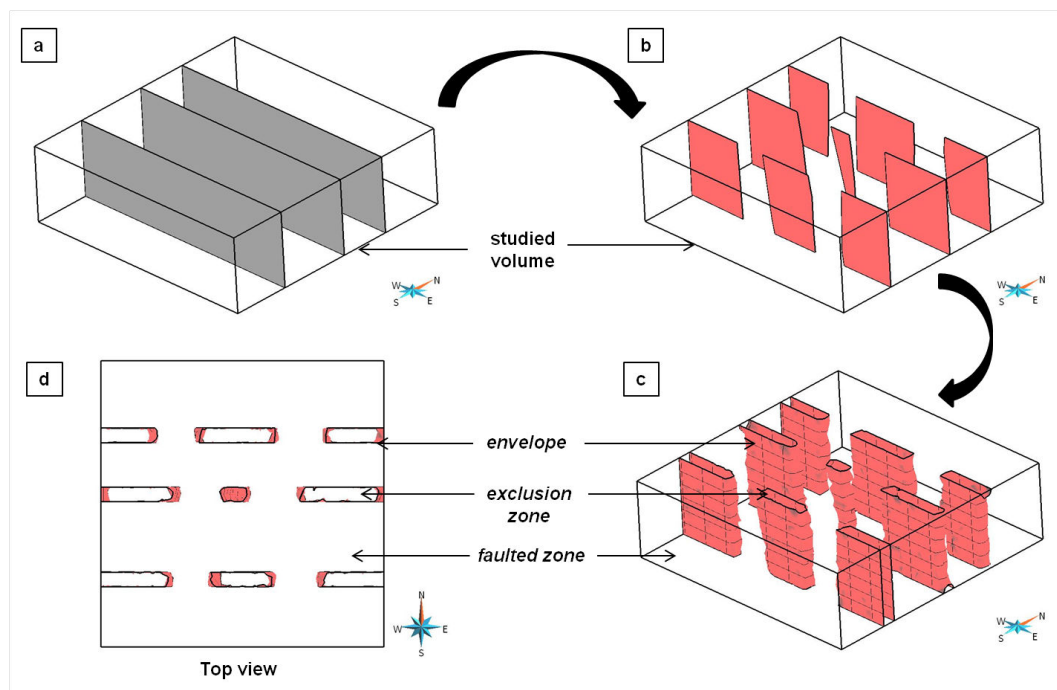 a
b
studied
volume
W
N
S
E
W
N
S
E
d
c
envelope
exclusion
zone
faulted zone
N
W
E
S
Top view
W
N
S
E